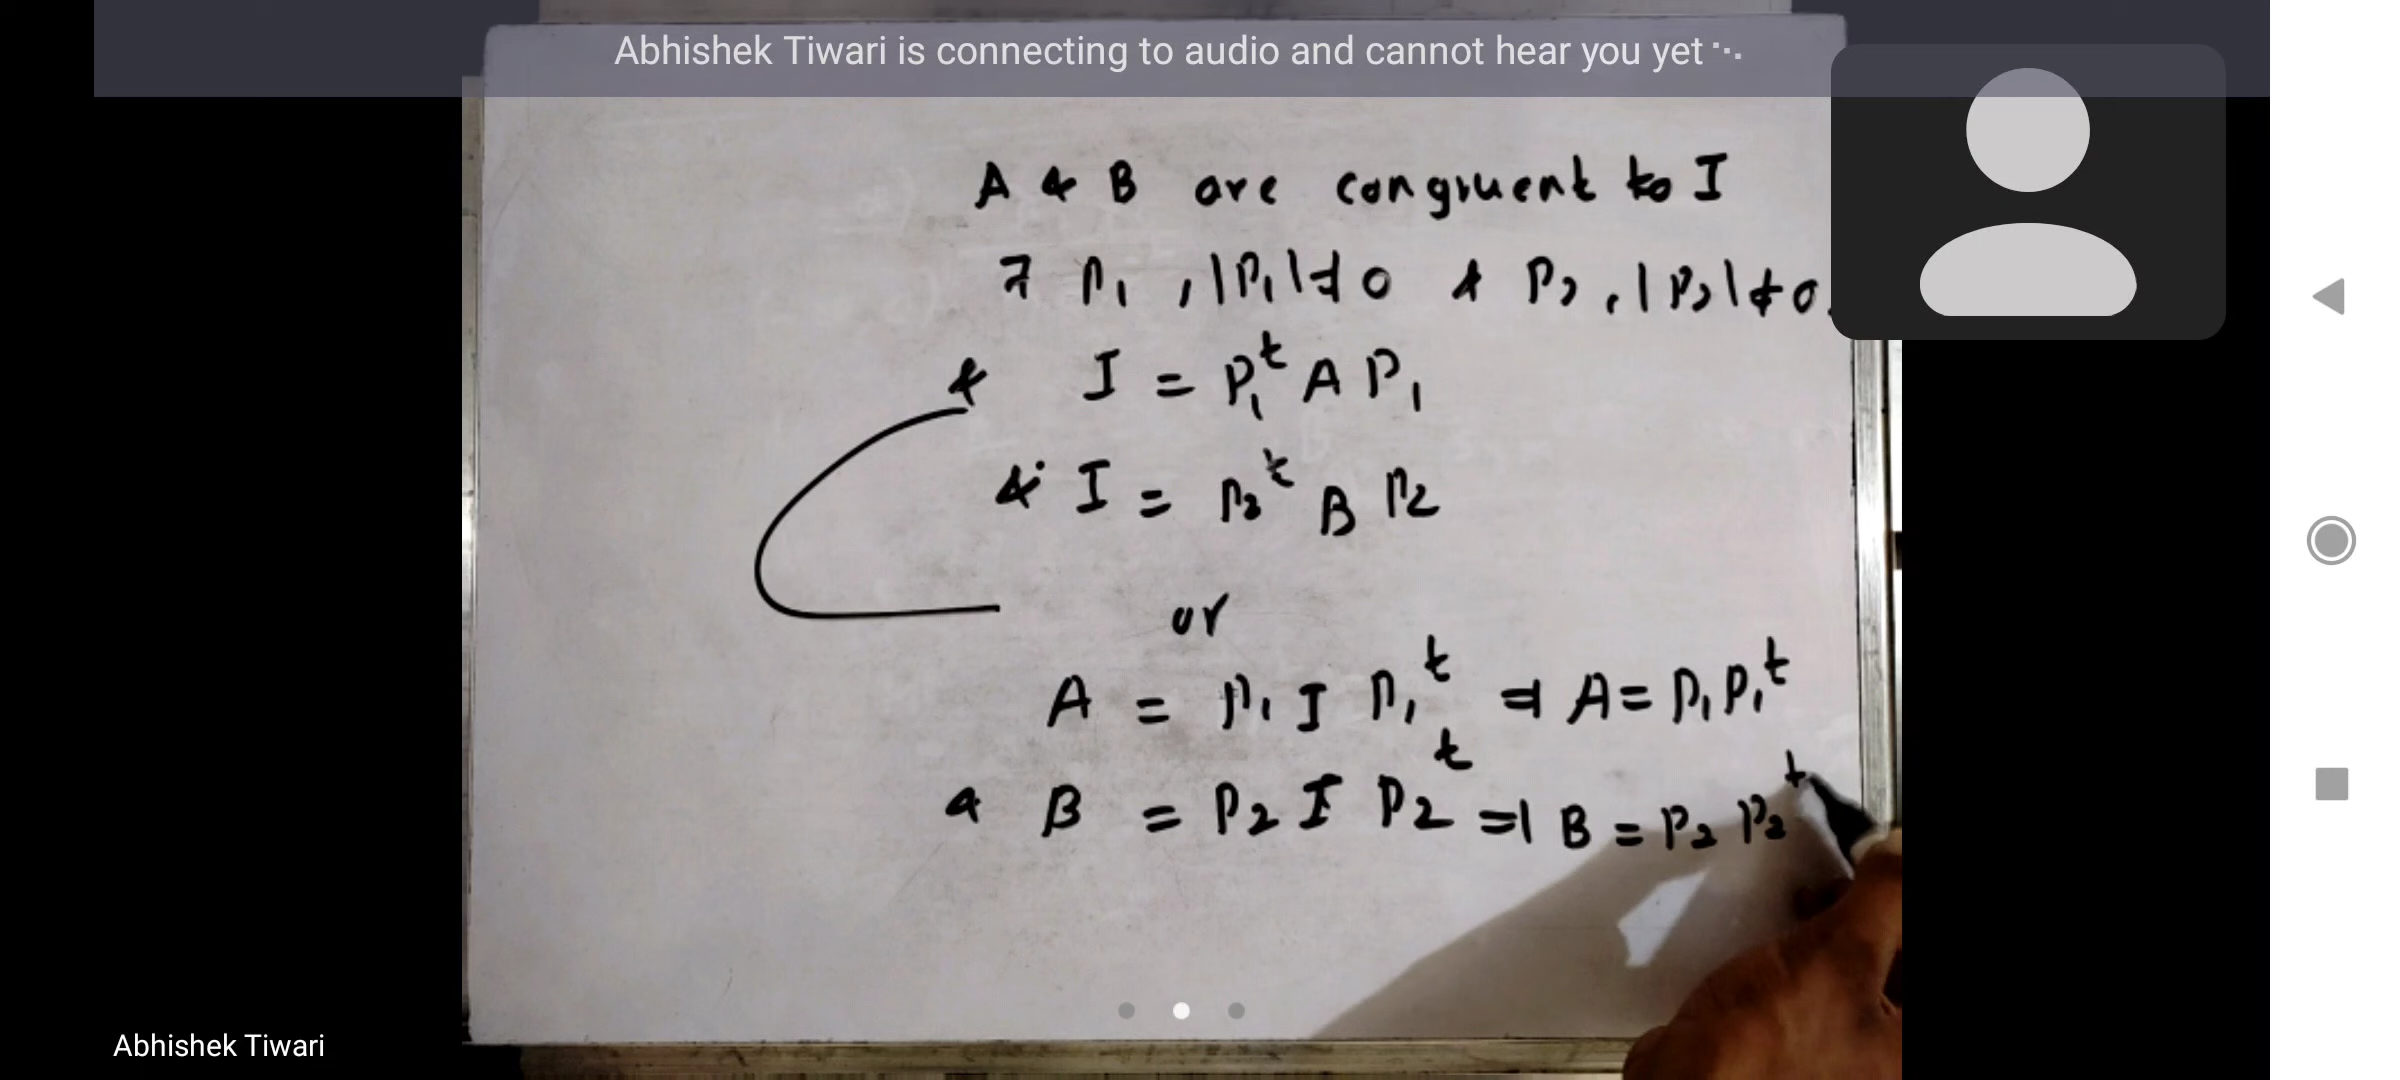 Abhishek Tiwari is connecting to audio and cannot hear you yet
A & B are congruent to I
∃ P₁ , |P₁| ≠ 0 & P₂ , |P₂| ≠ 0
& I = P₁ᵗ A P₁
& I = P₂ᵗ B P₂
or
A = P₁ I P₁ᵗ ⇒ A = P₁ P₁ᵗ
& B = P₂ I P₂ᵗ ⇒ B = P₂ P₂ᵗ
Abhishek Tiwari